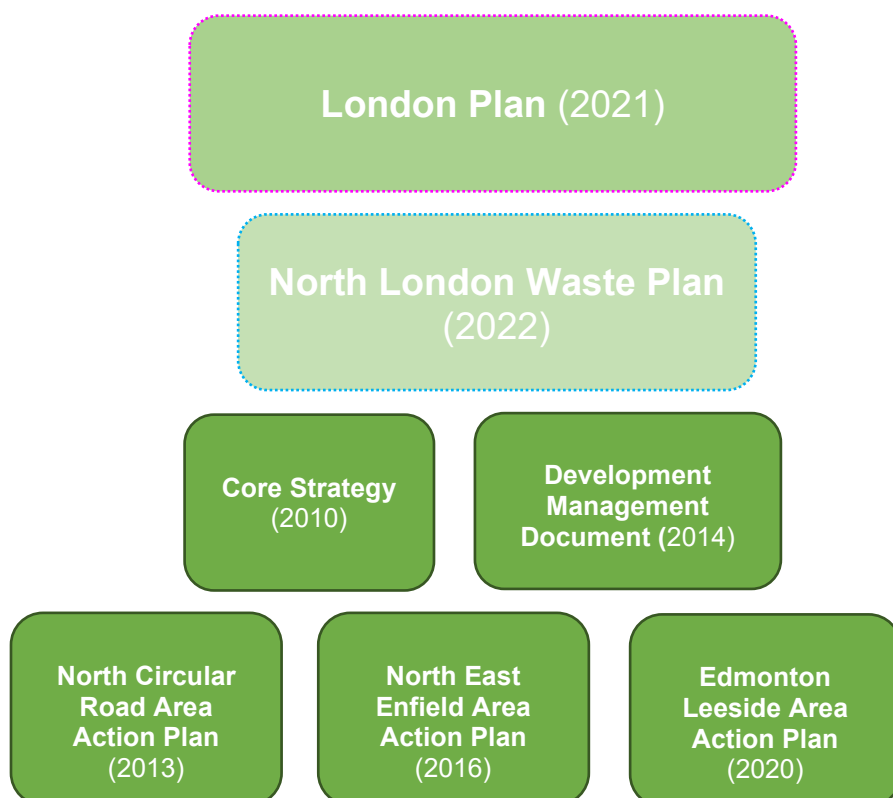 London Plan (2021)
North London Waste Plan
(2022)
Core Strategy
(2010)
Development
Management
Document (2014)
North Circular
Road Area
Action Plan
(2013)
North East
Enfield Area
Action Plan
(2016)
Edmonton
Leeside Area
Action Plan
(2020)